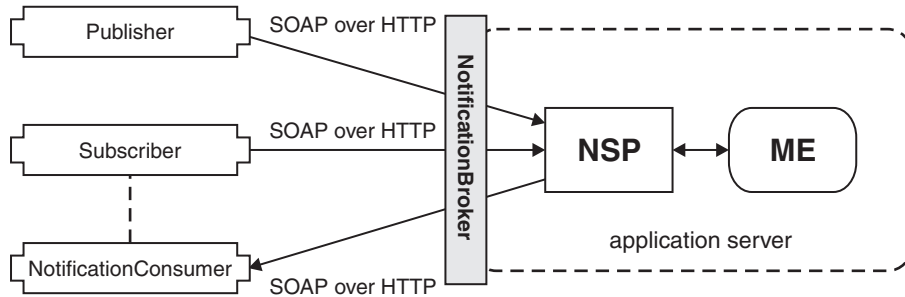 Publisher
SOAP over HTTP
Subscriber
SOAP over HTTP
NotificationConsumer
SOAP over HTTP
NotificationBroker
NSP
ME
application server